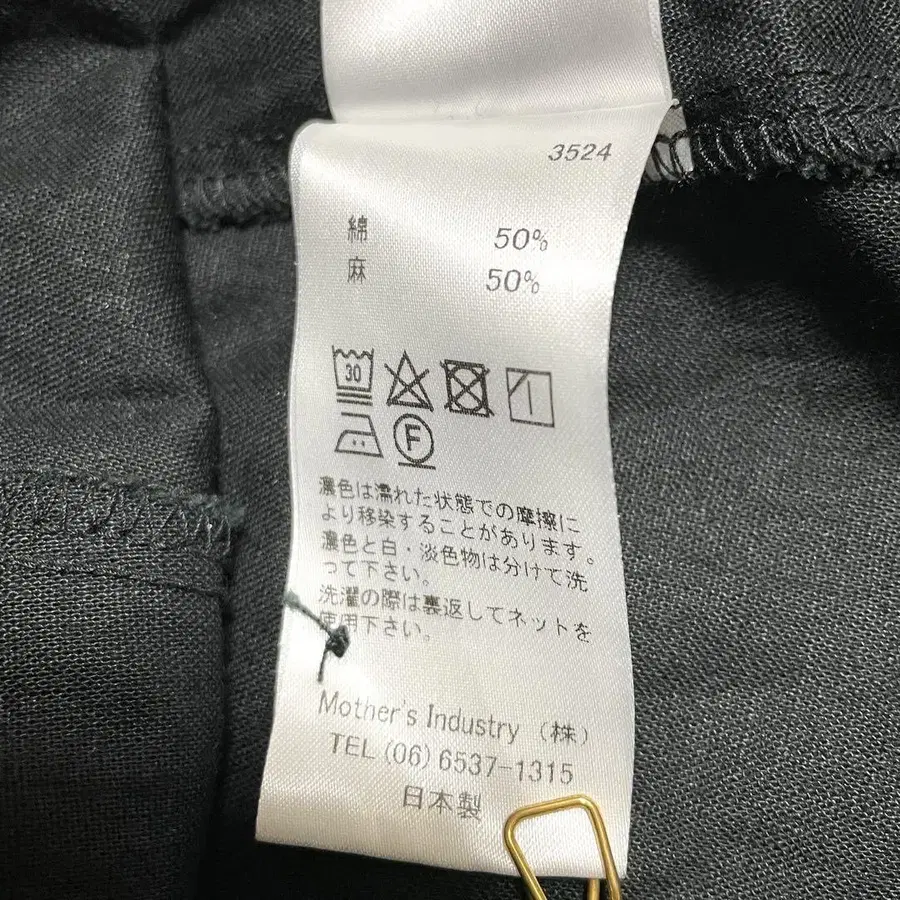 3524
綿 50%
麻 50%
30
F
濃色は濡れた状態での摩擦に
より移染することがあります。
濃色と白・淡色物は分けて洗
って下さい。
洗濯の際は裏返してネットを
使用下さい。
Mother's Industry (株)
TEL (06) 6537-1315
日本製